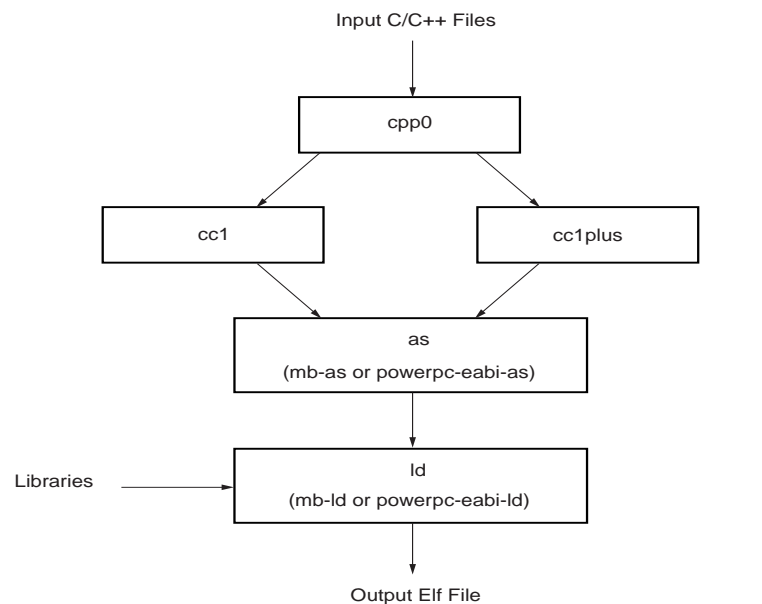 Input C/C++ Files
cpp0
cc1
cc1plus
as
(mb-as or powerpc-eabi-as)
ld
(mb-ld or powerpc-eabi-ld)
Libraries
Output Elf File